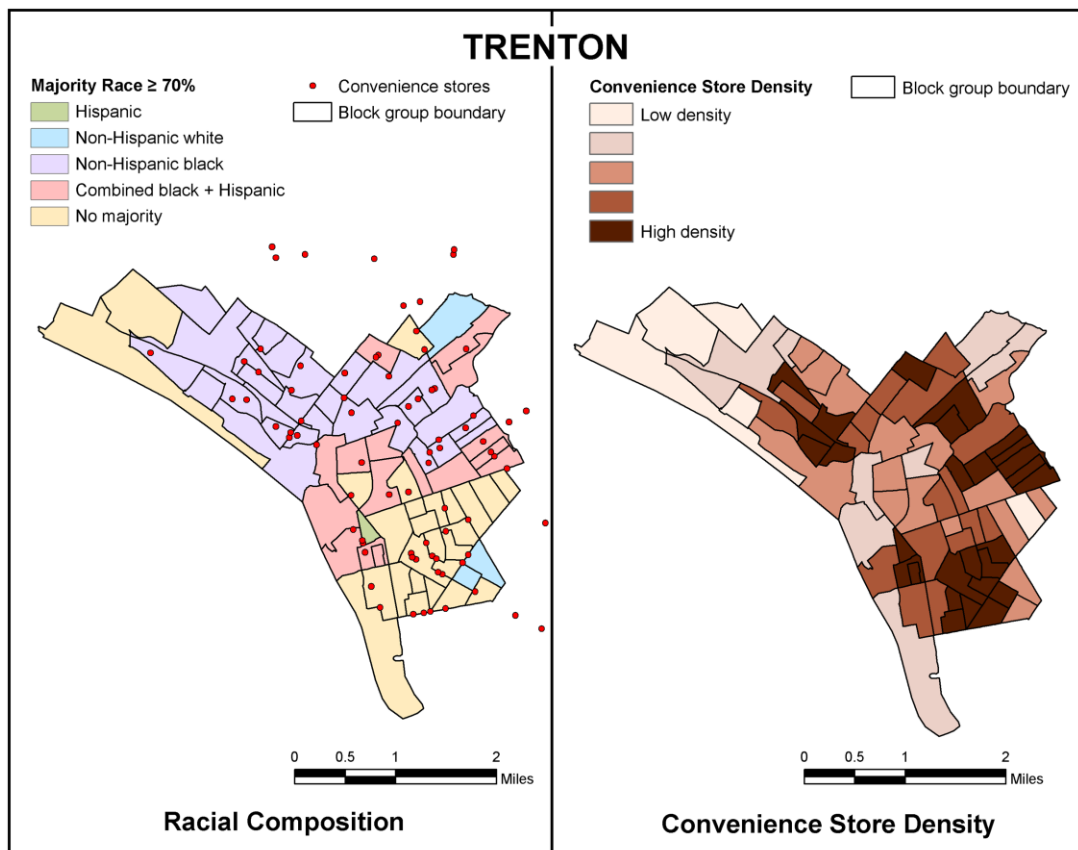 TRENTON
Majority Race ≥ 70%
Hispanic
Non-Hispanic white
Non-Hispanic black
Combined black + Hispanic
No majority
Convenience stores
Block group boundary
0 0.5 1 2
Miles
Racial Composition
Convenience Store Density
Low density
High density
Block group boundary
0 0.5 1 2
Miles
Convenience Store Density